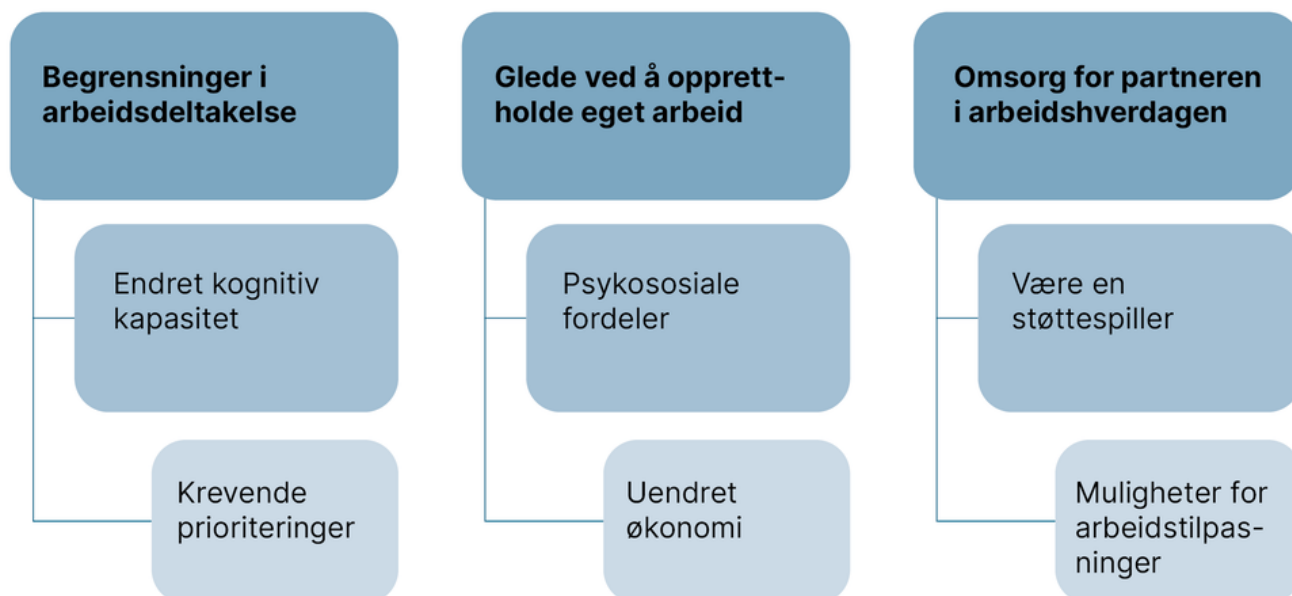 Begrensninger i
arbeidsdeltakelse
Endret kognitiv
kapasitet
Krevende
prioriteringer
Glede ved å opprett-
holde eget arbeid
Psykososiale
fordeler
Uendret
økonomi
Omsorg for partneren
i arbeidshverdagen
Være en
støttespiller
Muligheter for
arbeidstilpas-
ninger